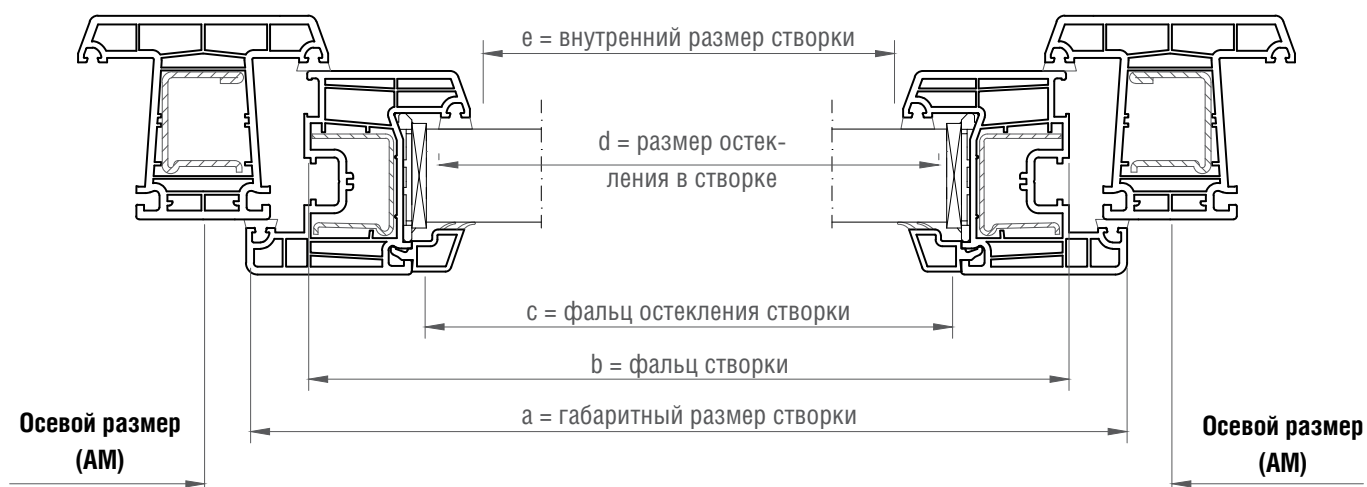 e = внутренний размер створки
d = размер остек-
ления в створке
c = фальц остекления створки
b = фальц створки
a = габаритный размер створки
Осевой размер
(AM)
Осевой размер
(AM)